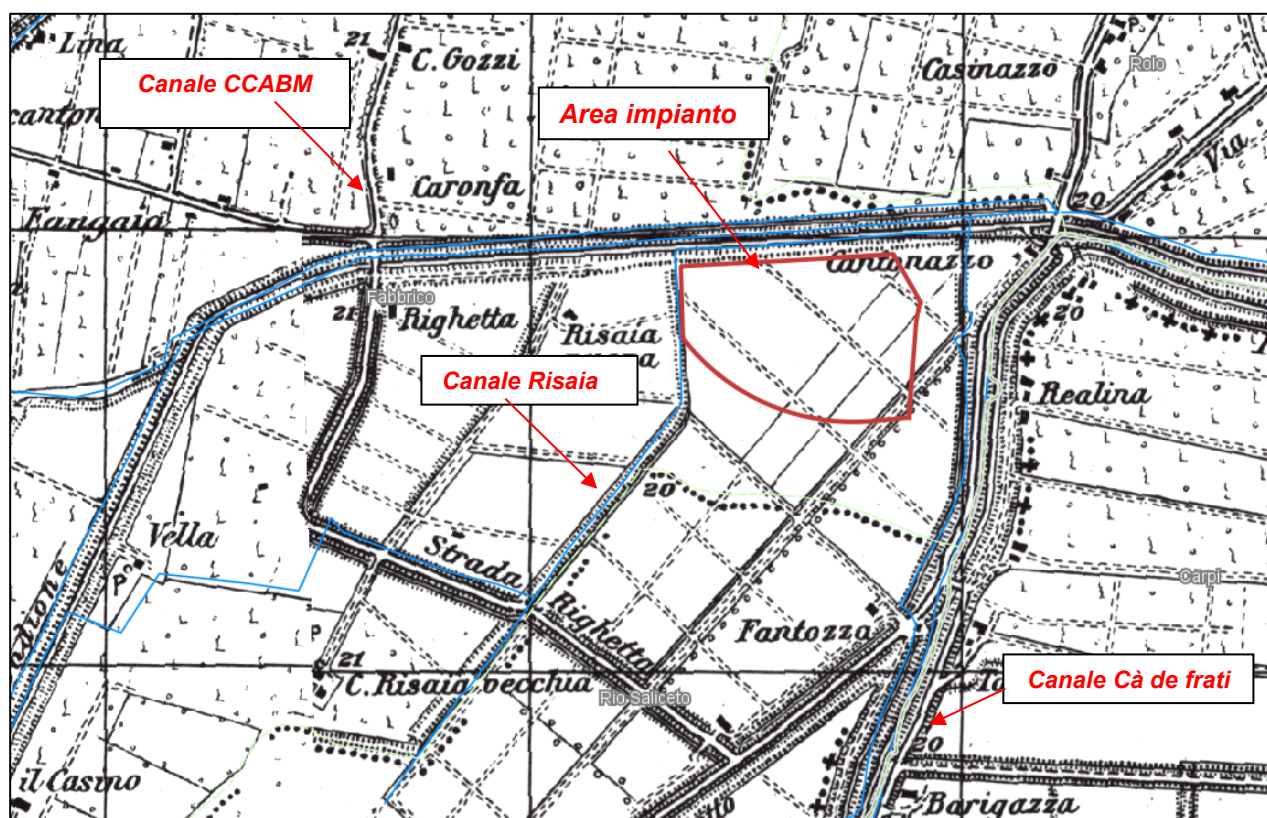 Lina
21
C. Gozzi
Casinazzo
Rolo
Canale CCABM
Area impianto
Via
Caronfa
20
Fangaia
Cantonazzo
Fabbrico
21
Righetta
Risaia
20
Canale Risaia
Realina
20
Vella
Strada
Carpi
Righetta
Fantozza
P
21
C. Risaia vecchia
Rio Saliceto
Canale Cà de frati
20
il Casino
Barigazza